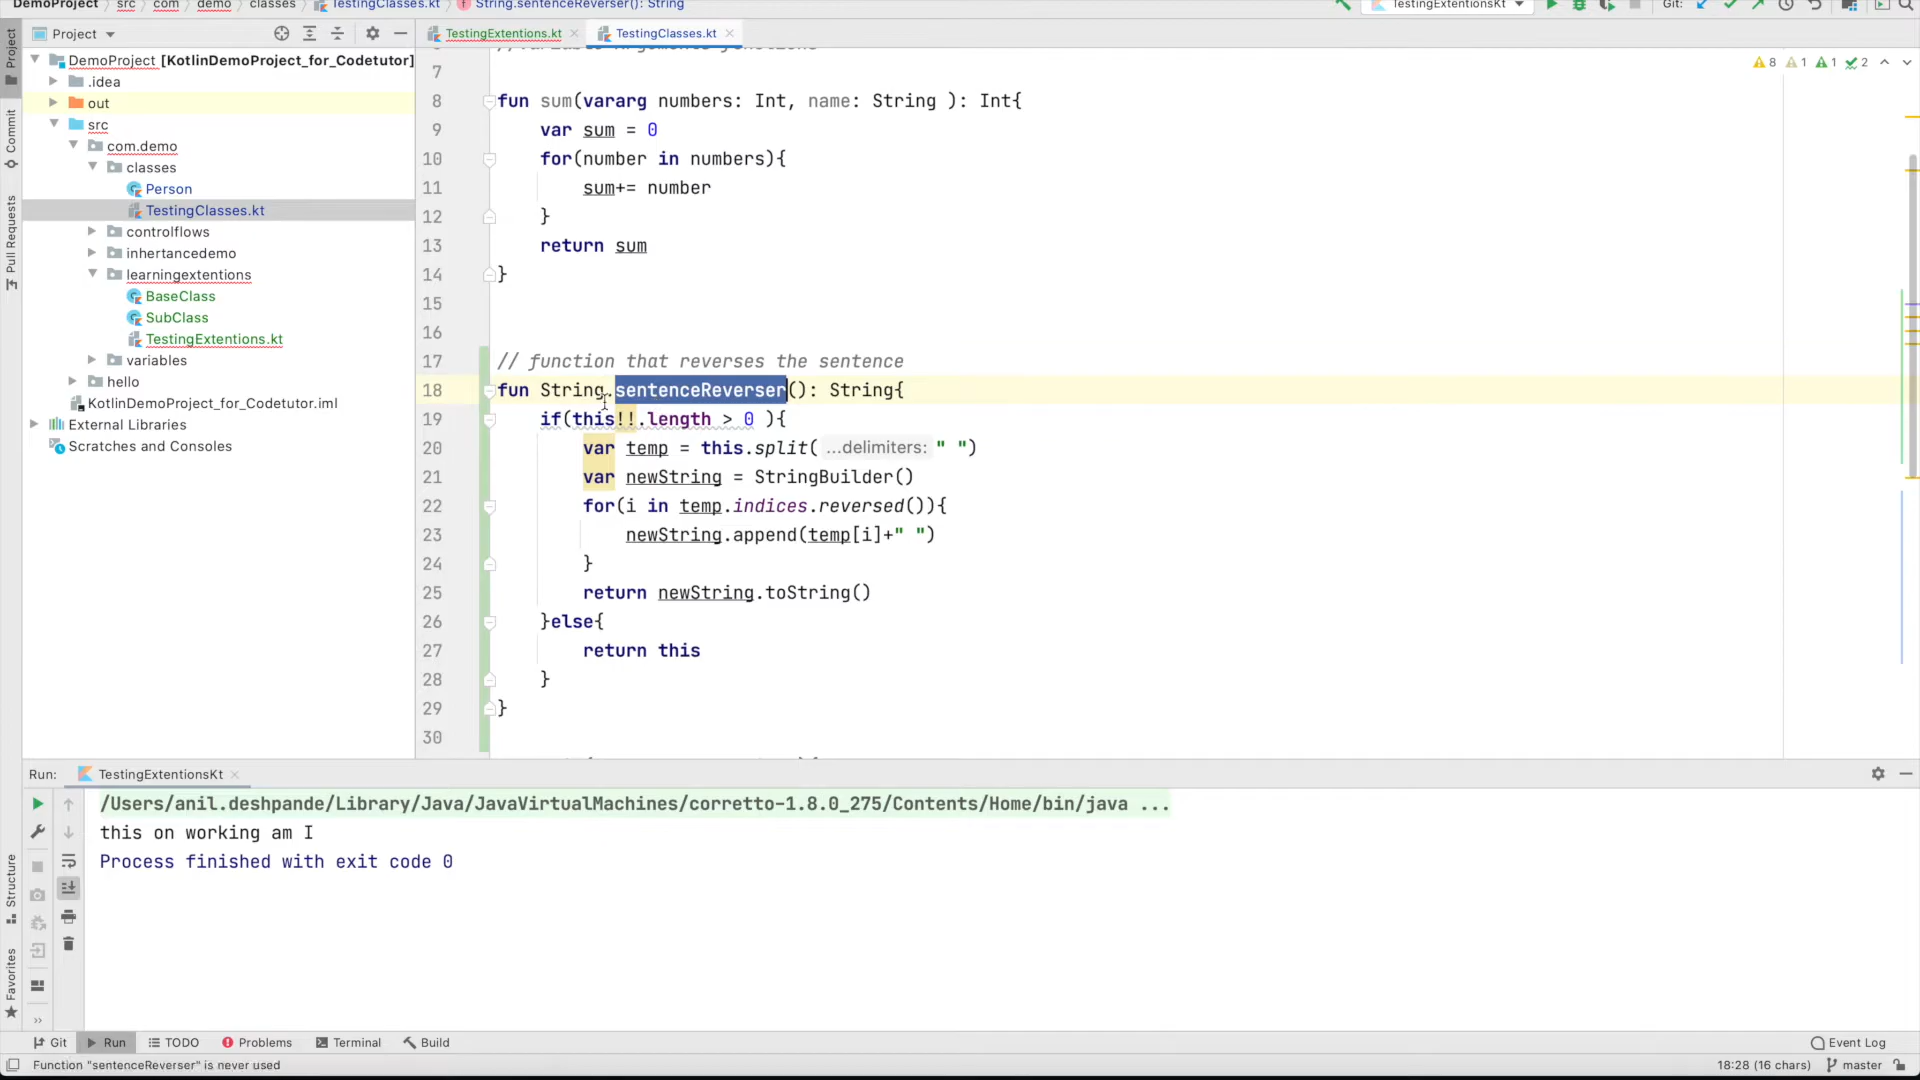 DemoProject › src › com › demo › classes › TestingClasses.kt › String.sentenceReverser(): String
TestingExtentionsKt
Git:
Project
TestingExtentions.kt
TestingClasses.kt
DemoProject [KotlinDemoProject_for_Codetutor]
.idea
out
src
com.demo
classes
Person
TestingClasses.kt
controlflows
inhertancedemo
learningextentions
BaseClass
SubClass
TestingExtentions.kt
variables
hello
KotlinDemoProject_for_Codetutor.iml
External Libraries
Scratches and Consoles
Project
Commit
Pull Requests
Structure
Favorites
8 1 1 2
7
8 fun sum(vararg numbers: Int, name: String ): Int{
9 var sum = 0
10 for(number in numbers){
11 sum+= number
12 }
13 return sum
14 }
15
16
17 // function that reverses the sentence
18 fun String.sentenceReverser(): String{
19 if(this!!.length > 0 ){
20 var temp = this.split( ...delimiters: " ")
21 var newString = StringBuilder()
22 for(i in temp.indices.reversed()){
23 newString.append(temp[i]+" ")
24 }
25 return newString.toString()
26 }else{
27 return this
28 }
29 }
30
Run: TestingExtentionsKt
/Users/anil.deshpande/Library/Java/JavaVirtualMachines/corretto-1.8.0_275/Contents/Home/bin/java ...
this on working am I
Process finished with exit code 0
Git Run TODO Problems Terminal Build Event Log
Function "sentenceReverser" is never used 18:28 (16 chars) master